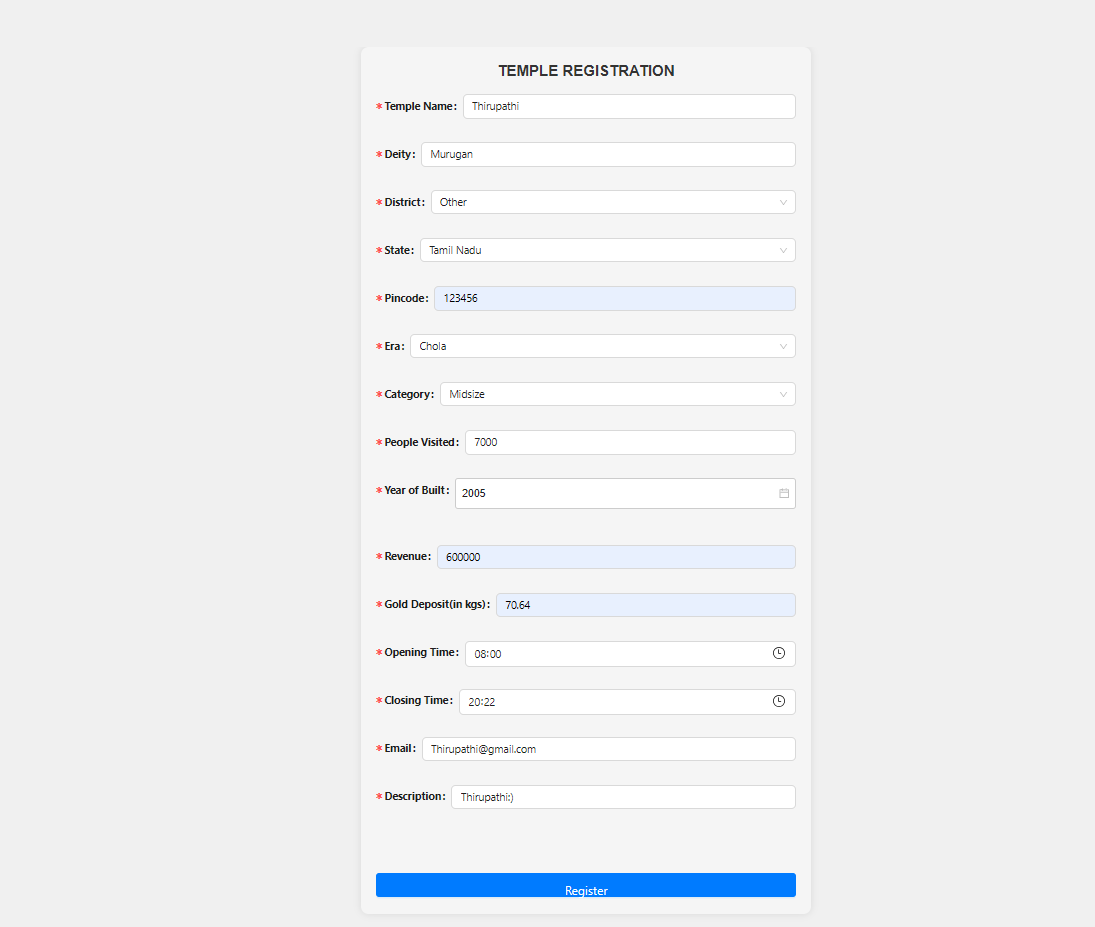 TEMPLE REGISTRATION
* Temple Name: Thirupathi
* Deity: Murugan
* District: Other
* State: Tamil Nadu
* Pincode: 123456
* Era: Chola
* Category: Midsize
* People Visited: 7000
* Year of Built: 2005
* Revenue: 600000
* Gold Deposit(in kgs): 70.64
* Opening Time: 08:00
* Closing Time: 20:22
* Email: Thirupathi@gmail.com
* Description: Thirupathi:)
Register